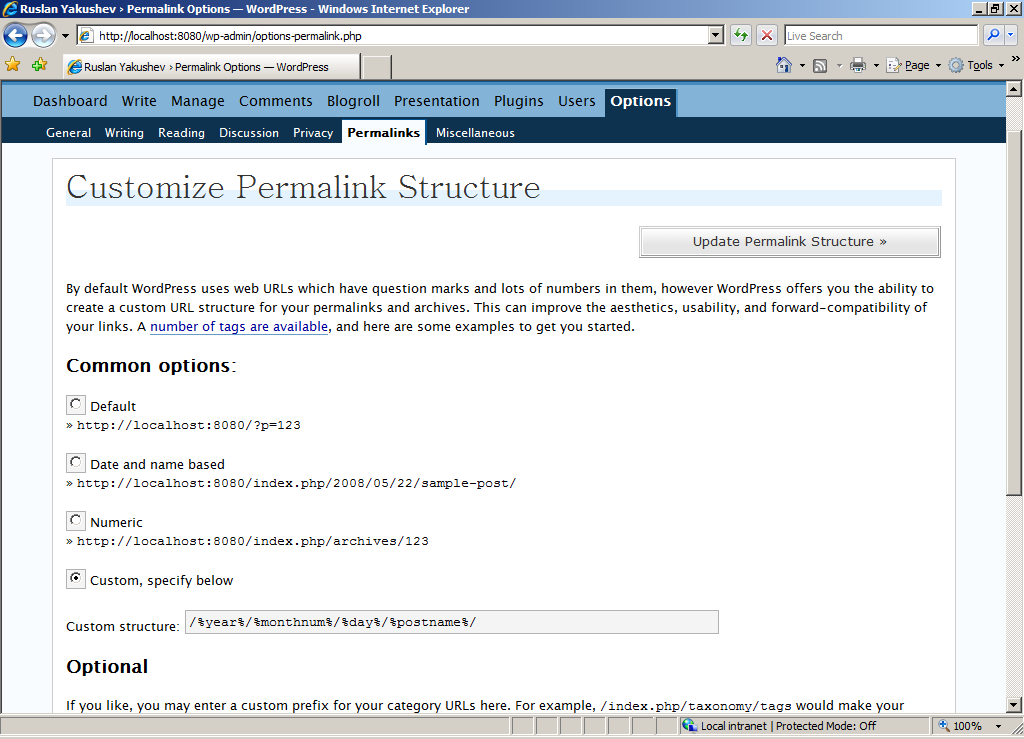 Ruslan Yakushev › Permalink Options — WordPress - Windows Internet Explorer
http://localhost:8080/wp-admin/options-permalink.php
Live Search
Ruslan Yakushev › Permalink Options — WordPress
Page
Tools
»
Dashboard Write Manage Comments Blogroll Presentation Plugins Users Options
General Writing Reading Discussion Privacy Permalinks Miscellaneous
Customize Permalink Structure
Update Permalink Structure »
By default WordPress uses web URLs which have question marks and lots of numbers in them, however WordPress offers you the ability to
create a custom URL structure for your permalinks and archives. This can improve the aesthetics, usability, and forward-compatibility of
your links. A number of tags are available, and here are some examples to get you started.
Common options:
Default
» http://localhost:8080/?p=123
Date and name based
» http://localhost:8080/index.php/2008/05/22/sample-post/
Numeric
» http://localhost:8080/index.php/archives/123
Custom, specify below
Custom structure: /%year%/%monthnum%/%day%/%postname%/
Optional
If you like, you may enter a custom prefix for your category URLs here. For example, /index.php/taxonomy/tags would make your
Local intranet | Protected Mode: Off
100%